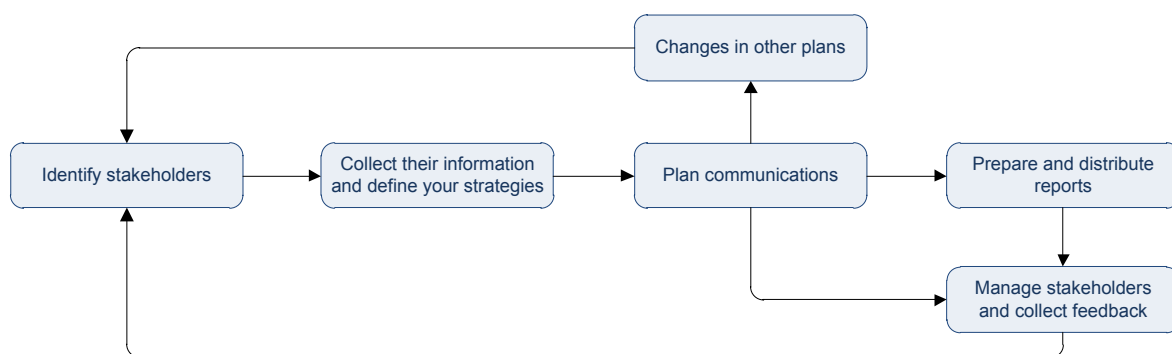 Changes in other plans
Identify stakeholders
Collect their information
and define your strategies
Plan communications
Prepare and distribute
reports
Manage stakeholders
and collect feedback